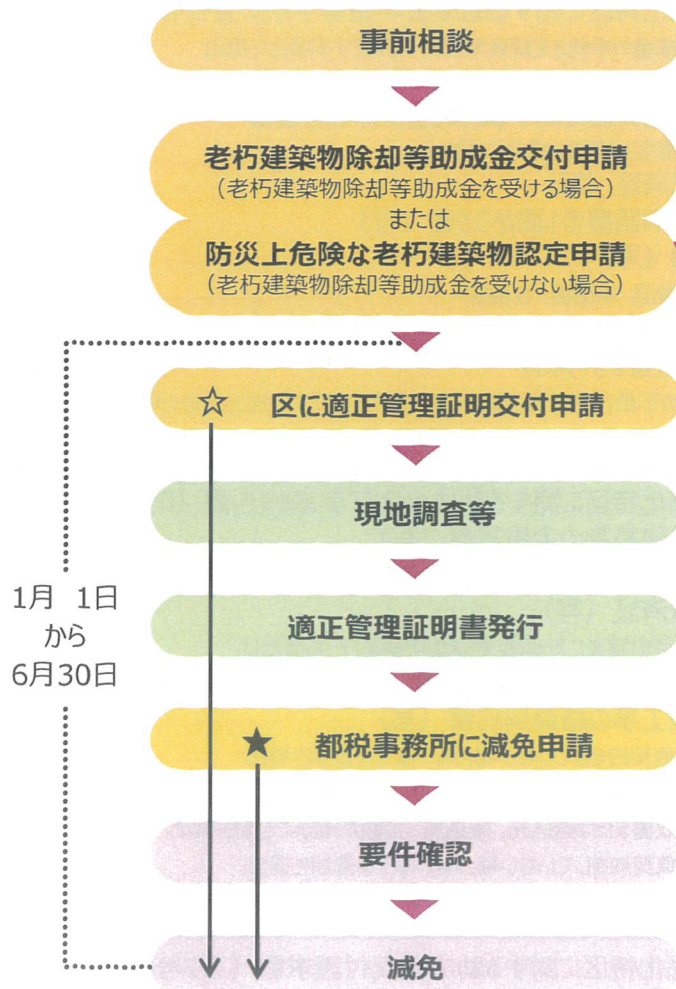 事前相談
老朽建築物除却等助成金交付申請
（老朽建築物除却等助成金を受ける場合）
または
防災上危険な老朽建築物認定申請
（老朽建築物除却等助成金を受けない場合）
☆ 区に適正管理証明交付申請
現地調査等
適正管理証明書発行
1月 1日
から
6月30日
★ 都税事務所に減免申請
要件確認
減免